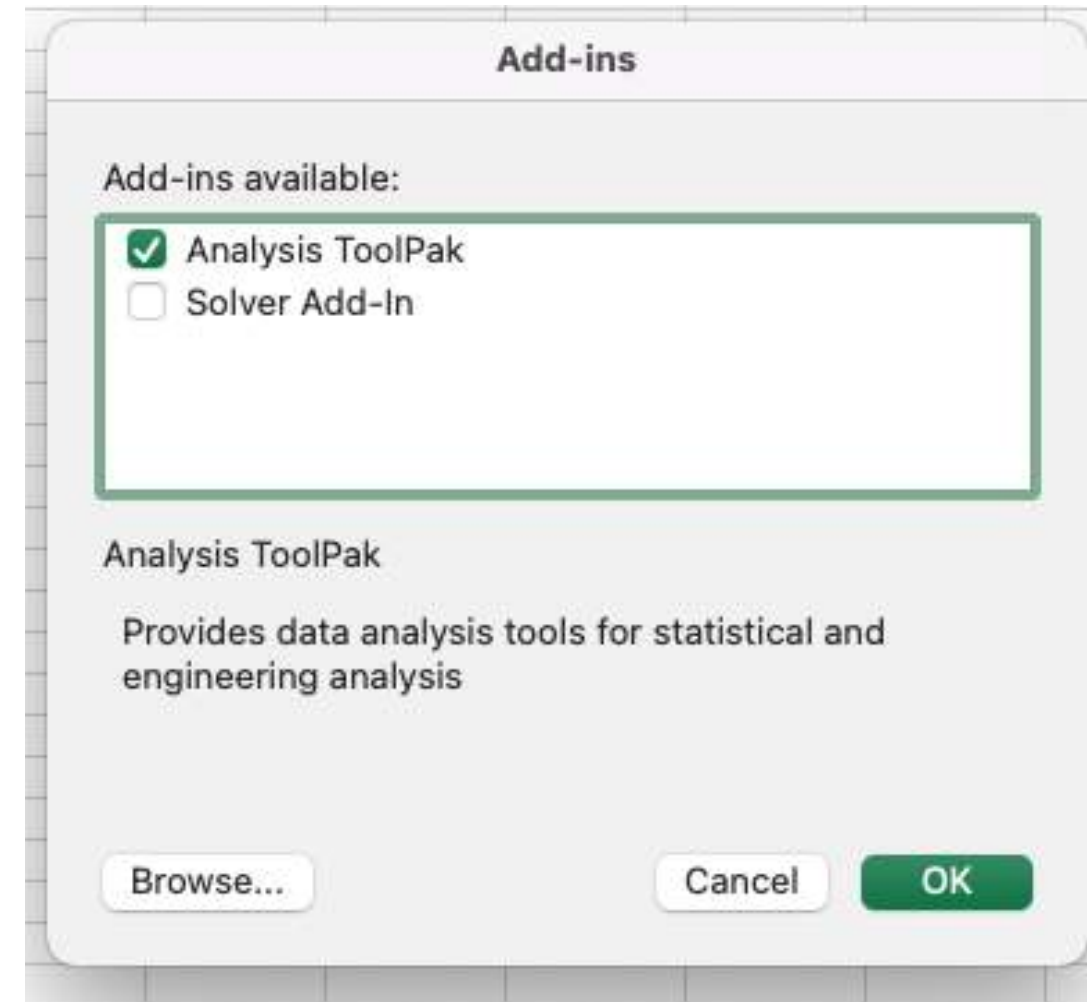 Add-ins
Add-ins available:
Analysis ToolPak
Solver Add-In
Analysis ToolPak
Provides data analysis tools for statistical and
engineering analysis
Browse...
Cancel
OK